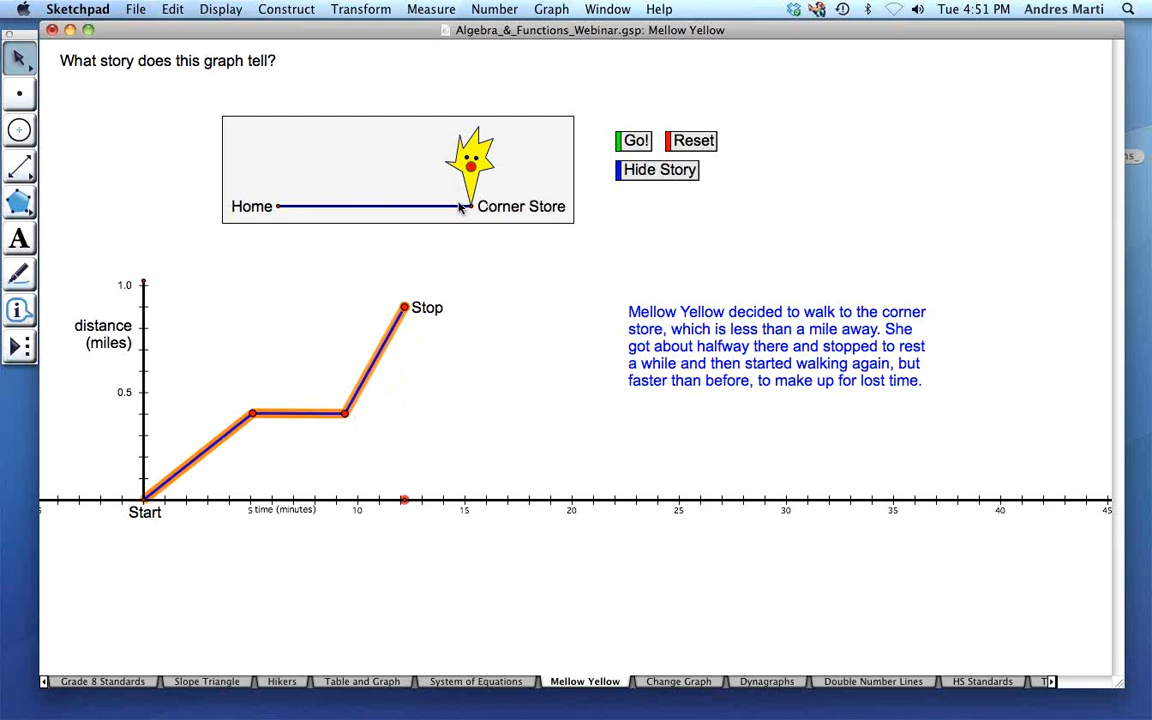 Sketchpad File Edit Display Construct Transform Measure Number Graph Window Help Tue 4:51 PM Andres Marti
Algebra_&_Functions_Webinar.gsp: Mellow Yellow
What story does this graph tell?
Go! Reset
Hide Story
Home Corner Store
1.0
Stop
distance
(miles)
0.5
Mellow Yellow decided to walk to the corner
store, which is less than a mile away. She
got about halfway there and stopped to rest
a while and then started walking again, but
faster than before, to make up for lost time.
A
Start
5 time (minutes) 10 15 20 25 30 35 40 45
Grade 8 Standards Slope Triangle Hikers Table and Graph System of Equations Mellow Yellow Change Graph Dynagraphs Double Number Lines HS Standards T